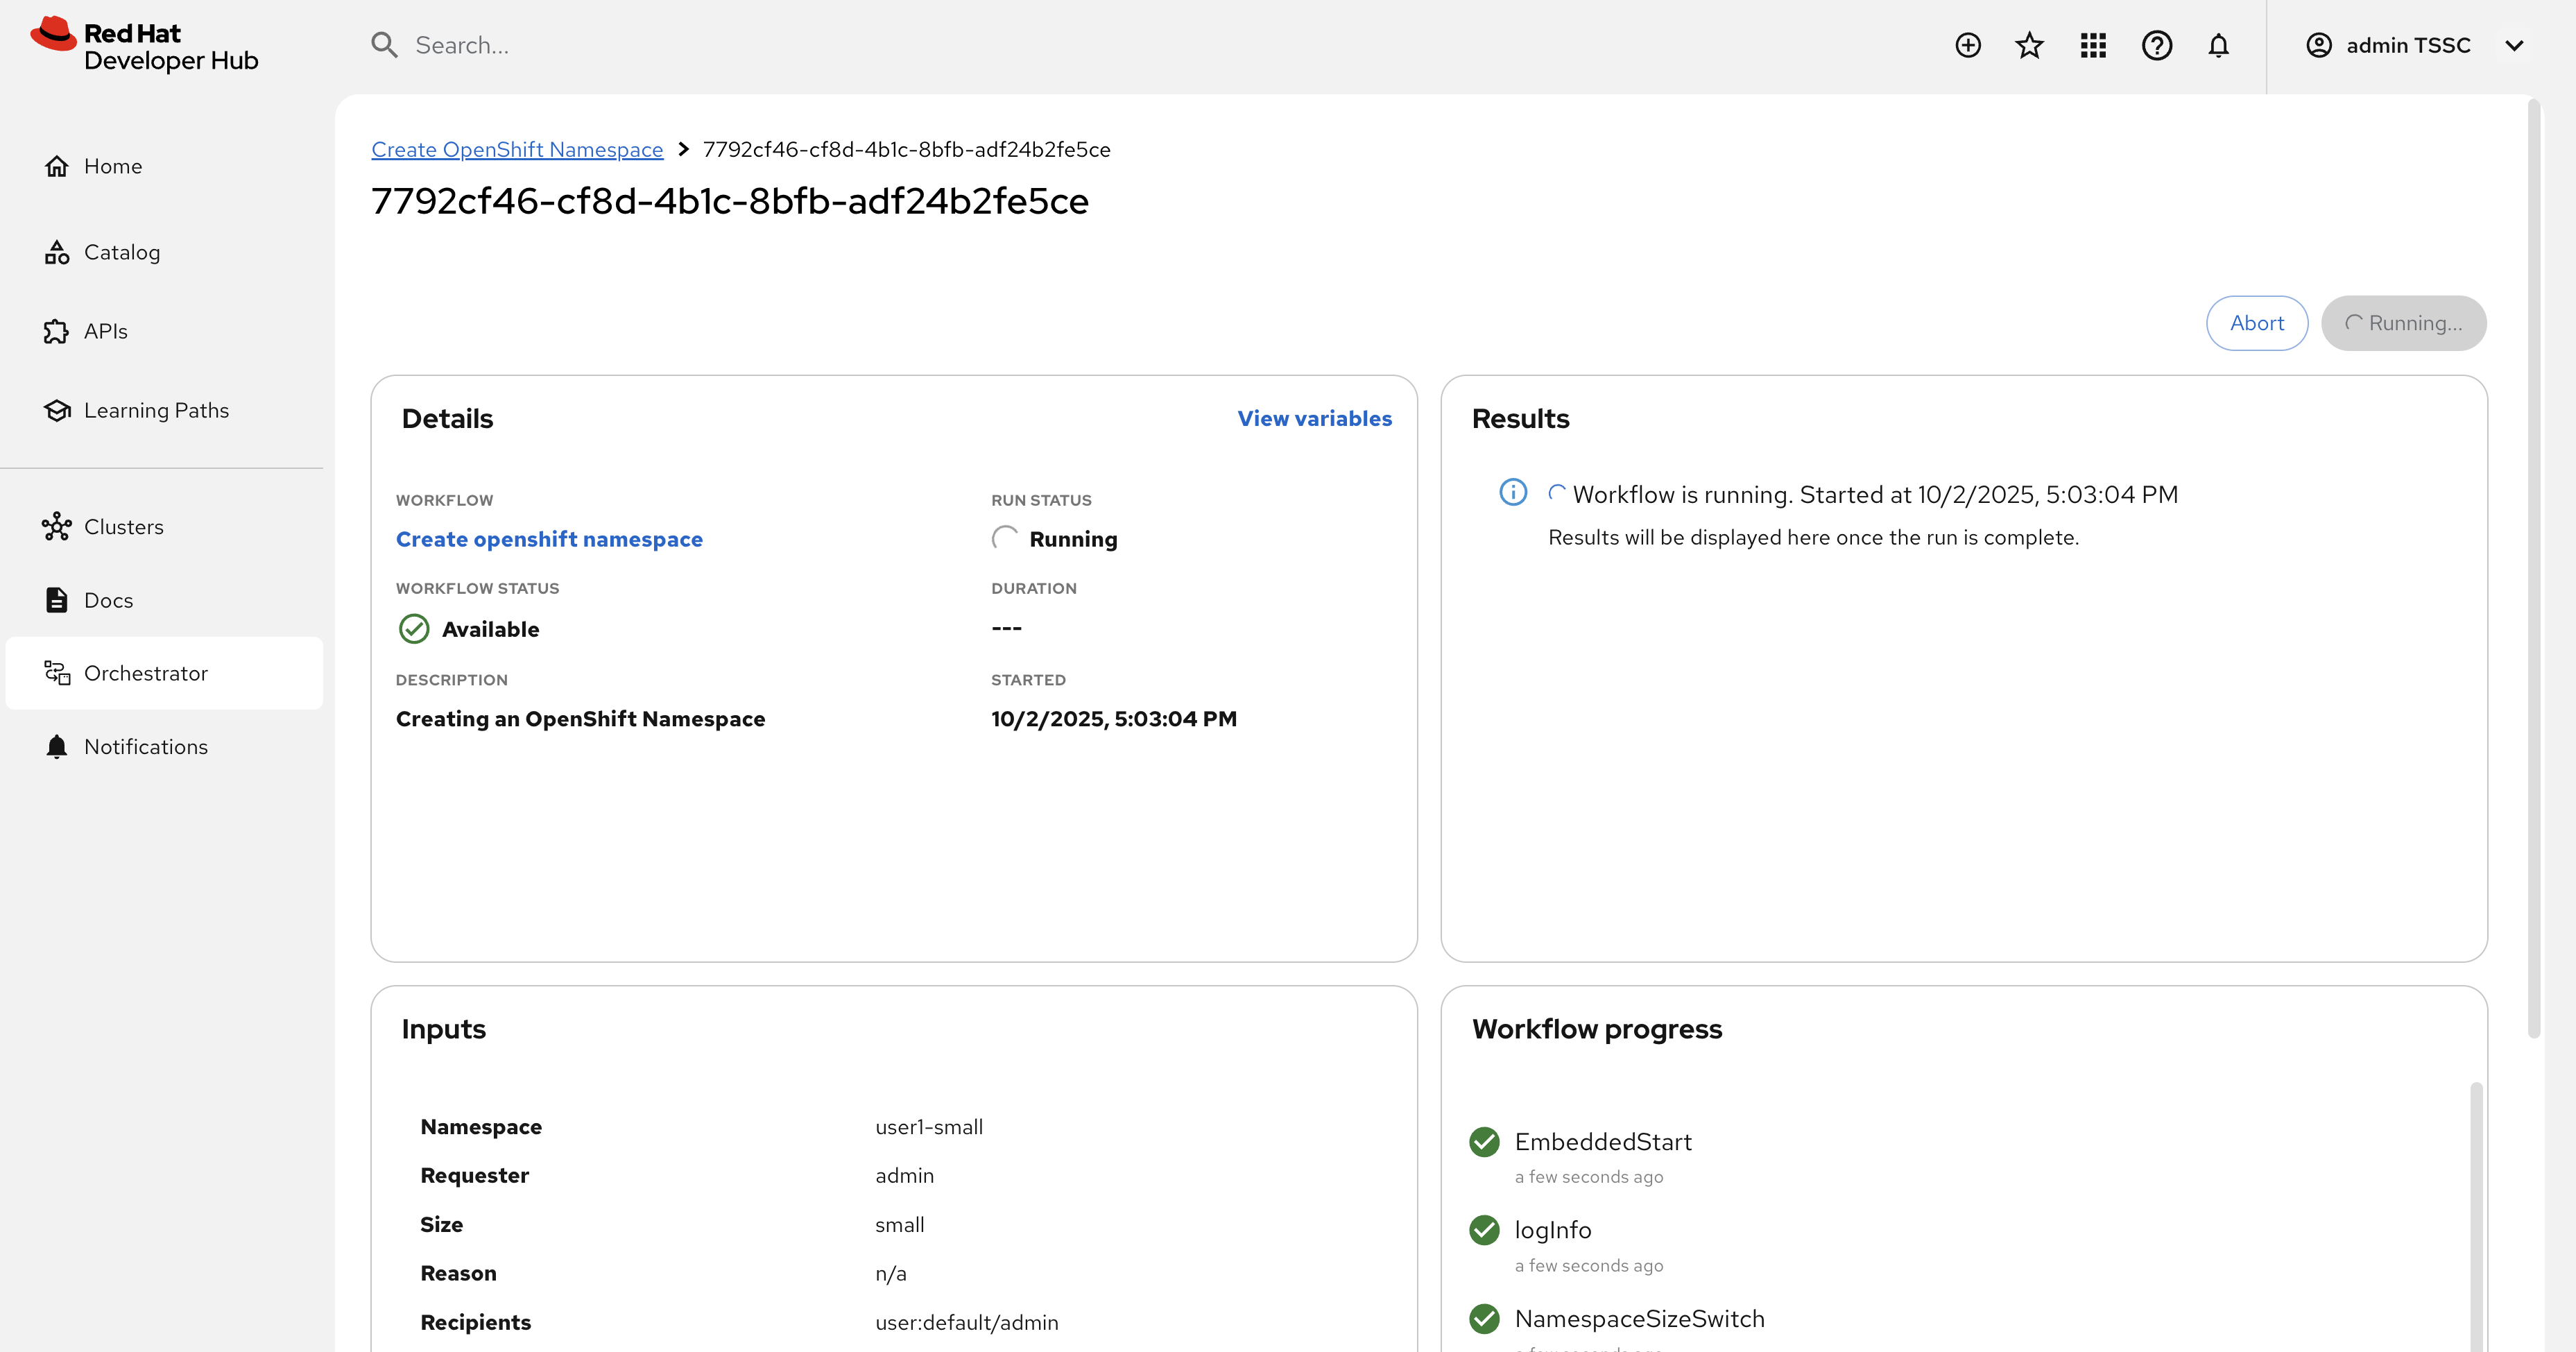 Red Hat
Developer Hub
Search...
admin TSSC
Home
Catalog
APIs
Learning Paths
Clusters
Docs
Orchestrator
Notifications
Create OpenShift Namespace > 7792cf46-cf8d-4b1c-8bfb-adf24b2fe5ce
7792cf46-cf8d-4b1c-8bfb-adf24b2fe5ce
Abort
Running...
Details
View variables
WORKFLOW
Create openshift namespace
RUN STATUS
Running
WORKFLOW STATUS
Available
DURATION
---
DESCRIPTION
Creating an OpenShift Namespace
STARTED
10/2/2025, 5:03:04 PM
Results
Workflow is running. Started at 10/2/2025, 5:03:04 PM
Results will be displayed here once the run is complete.
Inputs
Namespace user1-small
Requester admin
Size small
Reason n/a
Recipients user:default/admin
Workflow progress
EmbeddedStart
a few seconds ago
logInfo
a few seconds ago
NamespaceSizeSwitch